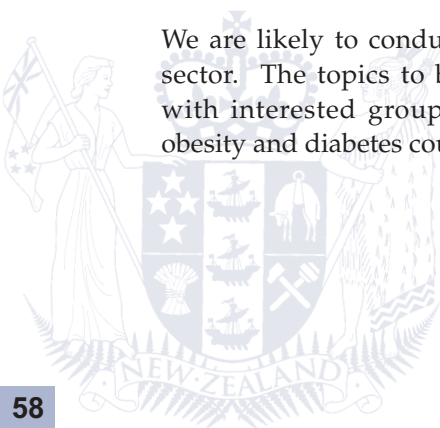 We are likely to condu
sector. The topics to b
with interested group
obesity and diabetes cou
NEW ZEALAND
58